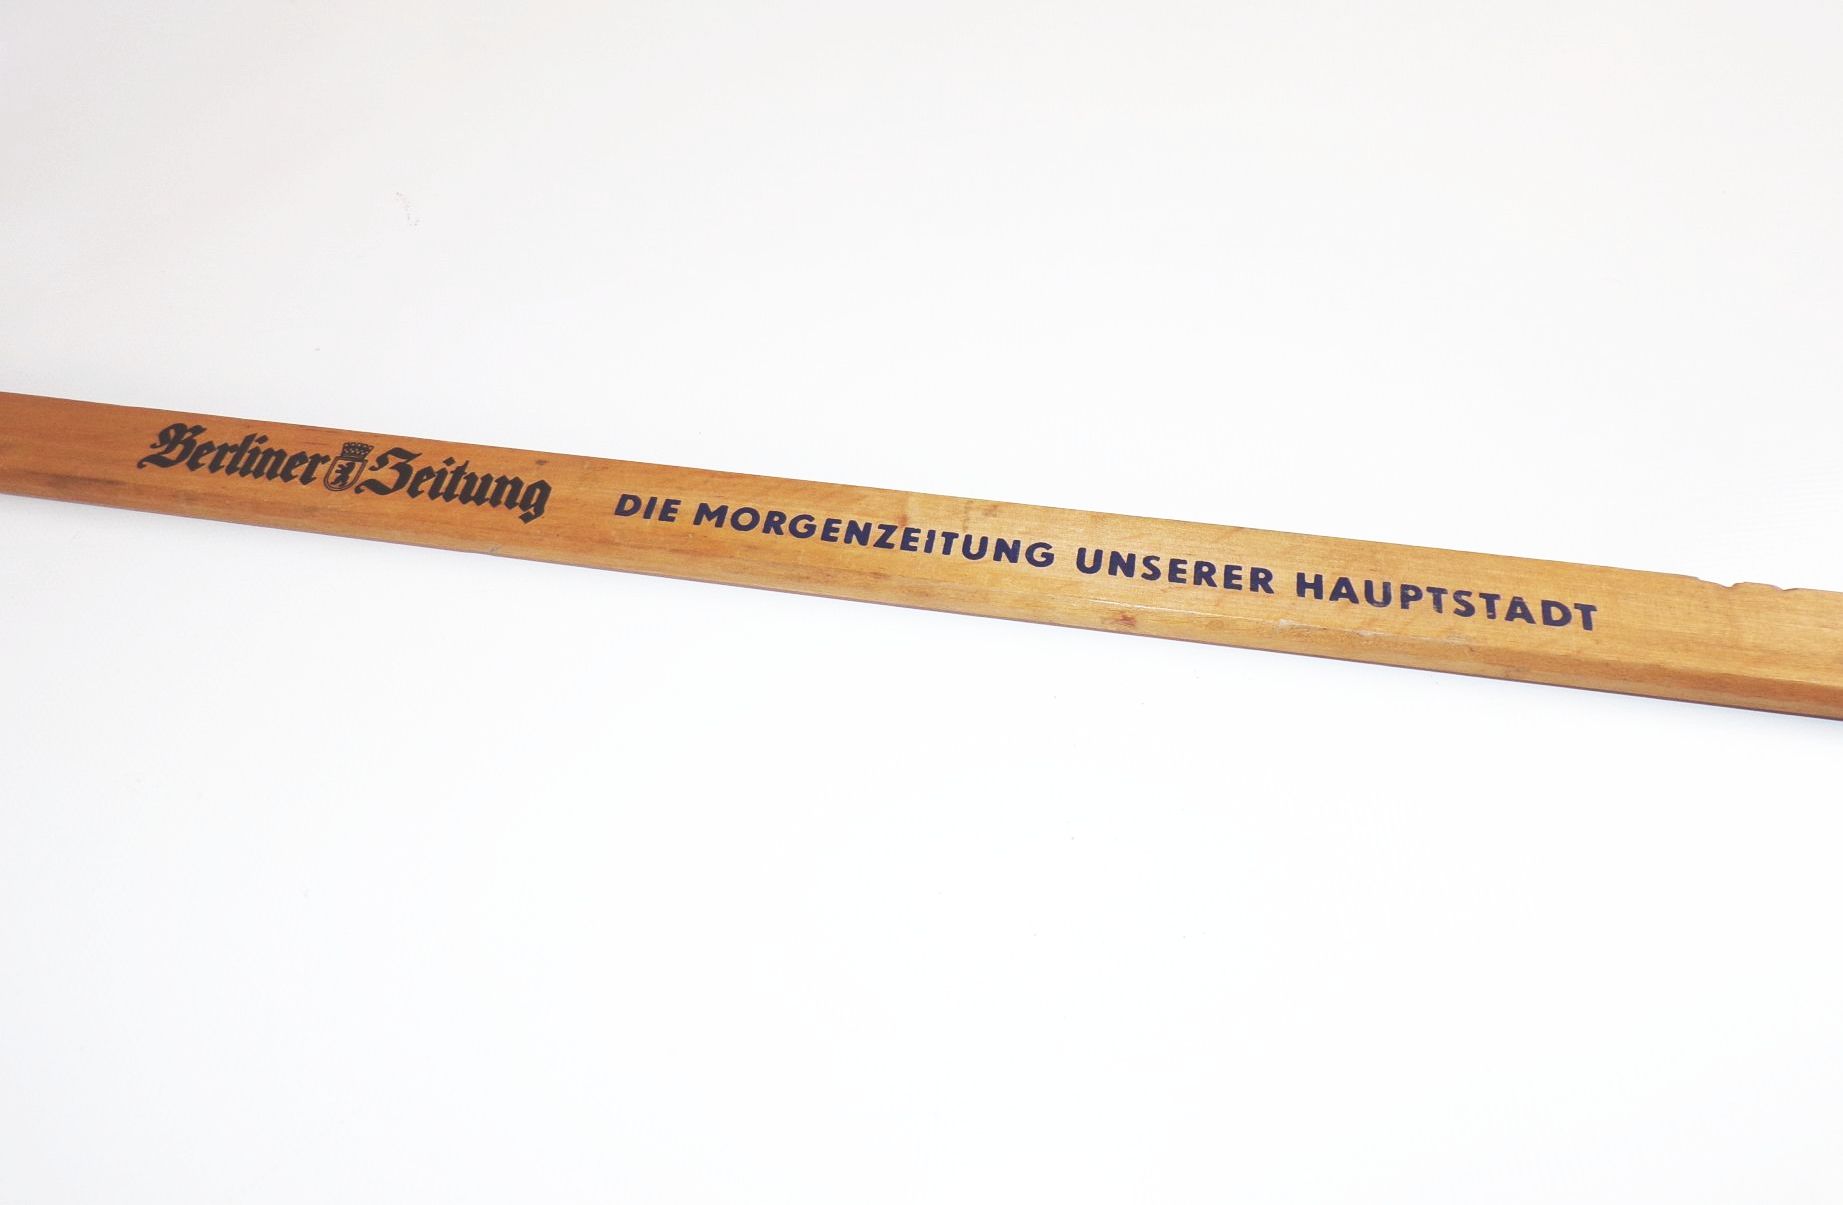 Berliner Zeitung DIE MORGENZEITUNG UNSERER HAUPTSTADT